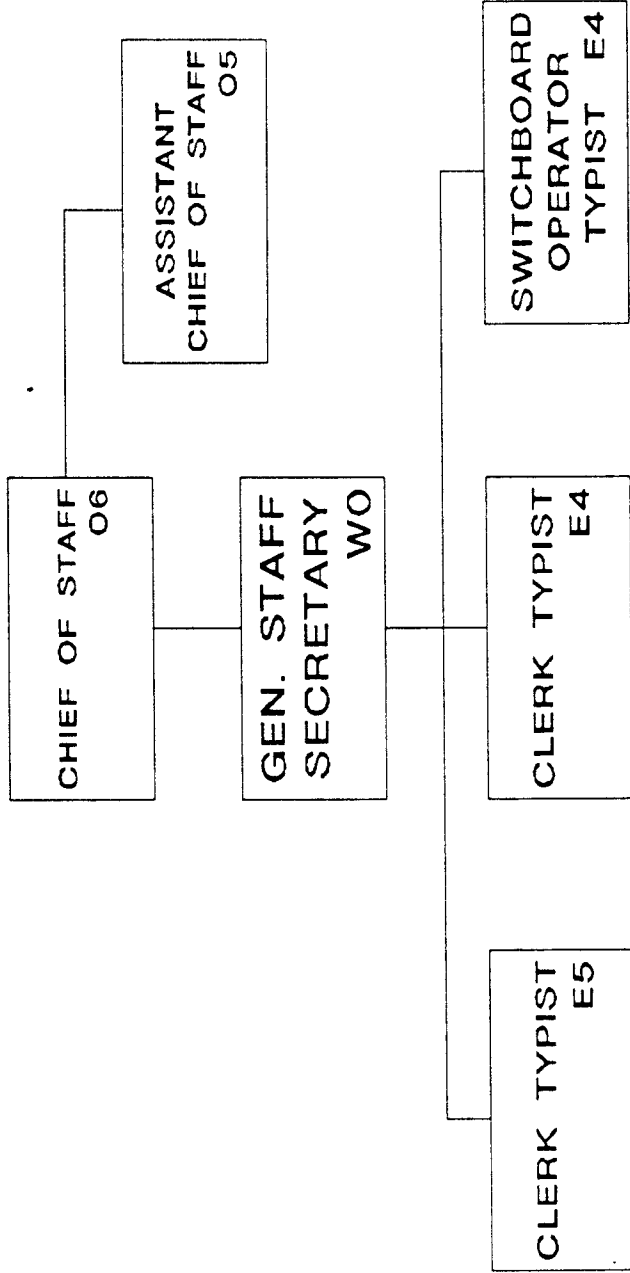 CHIEF OF STAFF
O6
ASSISTANT
CHIEF OF STAFF
O5
GEN. STAFF
SECRETARY
WO
CLERK TYPIST
E5
CLERK TYPIST
E4
SWITCHBOARD
OPERATOR
TYPIST E4